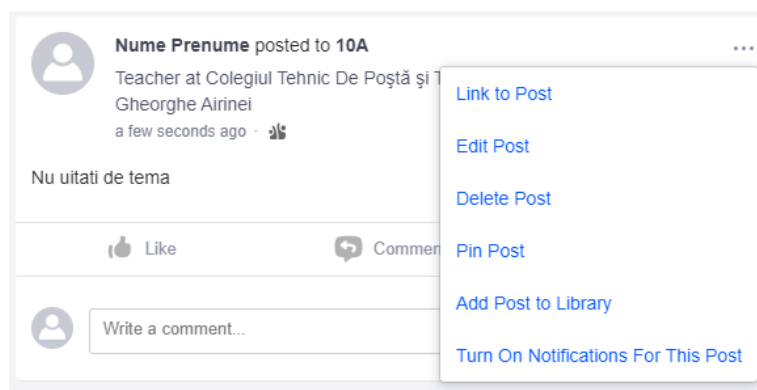 Nume Prenume posted to 10A
Teacher at Colegiul Tehnic De Poştă şi
Gheorghe Airinei
a few seconds ago ·
Nu uitati de tema
Like
Write a comment...
Link to Post
Edit Post
Delete Post
Pin Post
Add Post to Library
Turn On Notifications For This Post